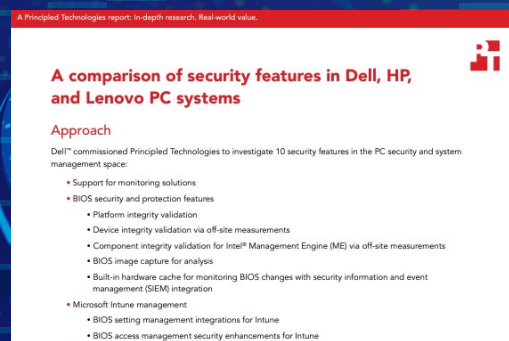 A Principled Technologies report: In-depth research. Real-world value.
PT
A comparison of security features in Dell, HP,
and Lenovo PC systems
Approach
Dell™ commissioned Principled Technologies to investigate 10 security features in the PC security and system
management space:
• Support for monitoring solutions
• BIOS security and protection features
• Platform integrity validation
• Device integrity validation via off-site measurements
• Component integrity validation for Intel® Management Engine (ME) via off-site measurements
• BIOS image capture for analysis
• Built-in hardware cache for monitoring BIOS changes with security information and event
management (SIEM) integration
• Microsoft Intune management
• BIOS setting management integrations for Intune
• BIOS access management security enhancements for Intune